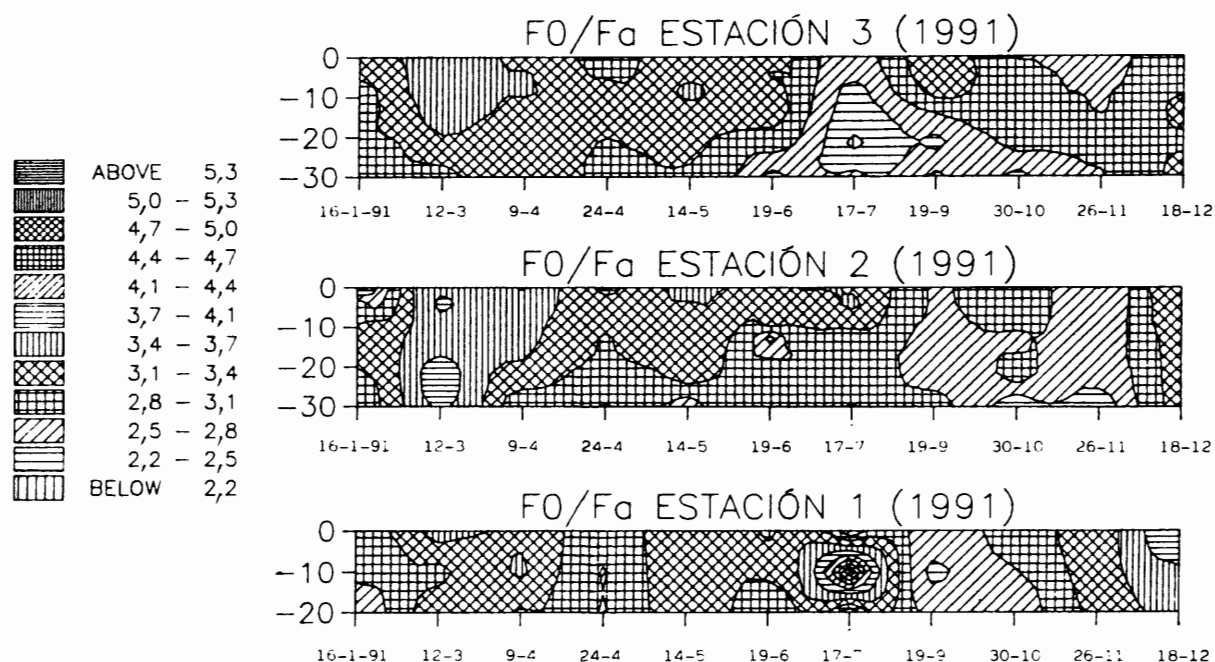 F0/Fa ESTACIÓN 3 (1991)
0
-10
-20
-30
16-1-91 12-3 9-4 24-4 14-5 19-6 17-7 19-9 30-10 26-11 18-12
ABOVE 5,3
5,0 - 5,3
4,7 - 5,0
4,4 - 4,7
4,1 - 4,4
3,7 - 4,1
3,4 - 3,7
3,1 - 3,4
2,8 - 3,1
2,5 - 2,8
2,2 - 2,5
BELOW 2,2
F0/Fa ESTACIÓN 2 (1991)
0
-10
-20
-30
16-1-91 12-3 9-4 24-4 14-5 19-6 17-7 19-9 30-10 26-11 18-12
F0/Fa ESTACIÓN 1 (1991)
0
-10
-20
16-1-91 12-3 9-4 24-4 14-5 19-6 17-7 19-9 30-10 26-11 18-12